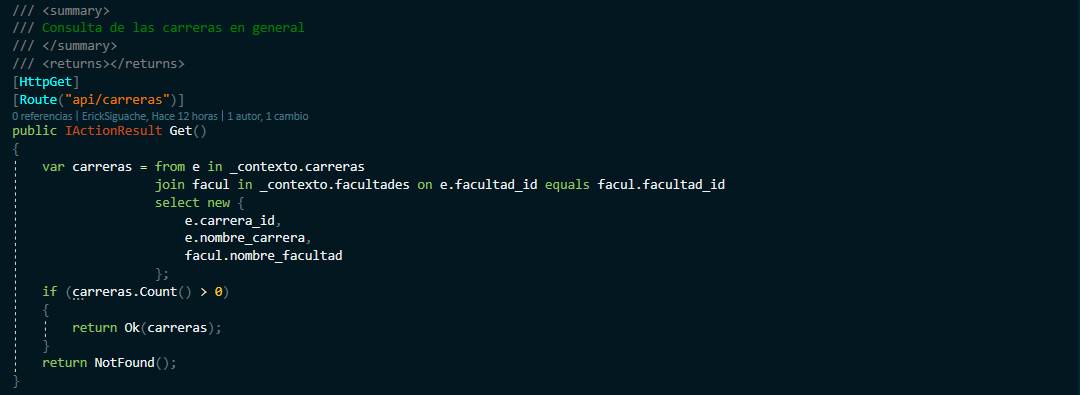 /// <summary>
/// Consulta de las carreras en general
/// </summary>
/// <returns></returns>
[HttpGet]
[Route("api/carreras")]
0 referencias | ErickSiguache, Hace 12 horas | 1 autor, 1 cambio
public IActionResult Get()
{
    var carreras = from e in _contexto.carreras
                   join facul in _contexto.facultades on e.facultad_id equals facul.facultad_id
                   select new {
                       e.carrera_id,
                       e.nombre_carrera,
                       facul.nombre_facultad
                   };
    if (carreras.Count() > 0)
    {
        return Ok(carreras);
    }
    return NotFound();
}